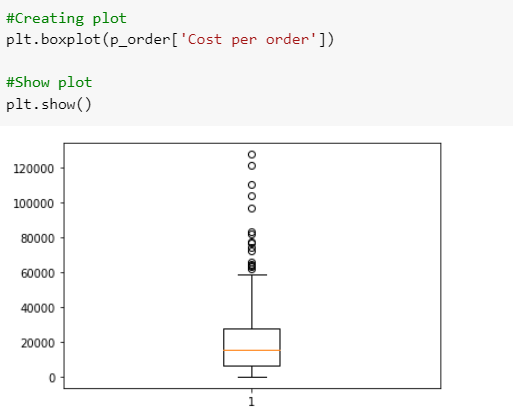 #Creating plot
plt.boxplot(p_order['Cost per order'])
#Show plot
plt.show()
120000
100000
80000
60000
40000
20000
0
1